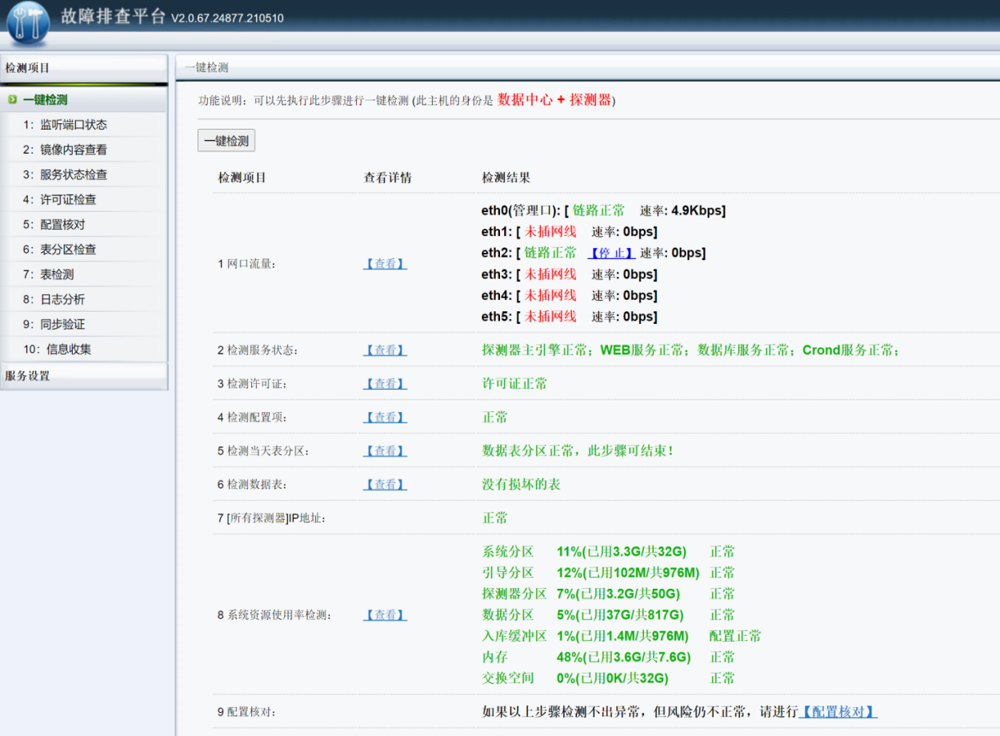 故障排查平台 V2.0.67.24877.210510
检测项目
一键检测
1：监听端口状态
2：镜像内容查看
3：服务状态检查
4：许可证检查
5：配置核对
6：表分区检查
7：表检测
8：日志分析
9：同步验证
10：信息收集
服务设置
一键检测
功能说明：可以先执行此步骤进行一键检测 (此主机的身份是 数据中心 + 探测器)
一键检测
检测项目 查看详情 检测结果
1 网口流量: 【查看】
eth0(管理口): [ 链路正常 速率: 4.9Kbps]
eth1: [ 未插网线 速率: 0bps]
eth2: [ 链路正常 【停 止】 速率: 0bps]
eth3: [ 未插网线 速率: 0bps]
eth4: [ 未插网线 速率: 0bps]
eth5: [ 未插网线 速率: 0bps]
2 检测服务状态: 【查看】 探测器主引擎正常；WEB服务正常；数据库服务正常；Crond服务正常；
3 检测许可证: 【查看】 许可证正常
4 检测配置项: 【查看】 正常
5 检测当天表分区: 【查看】 数据表分区正常，此步骤可结束！
6 检测数据表: 【查看】 没有损坏的表
7 [所有探测器]IP地址: 正常
8 系统资源使用率检测: 【查看】
系统分区 11%(已用3.3G/共32G) 正常
引导分区 12%(已用102M/共976M) 正常
探测器分区 7%(已用3.2G/共50G) 正常
数据分区 5%(已用37G/共817G) 正常
入库缓冲区 1%(已用1.4M/共976M) 配置正常
内存 48%(已用3.6G/共7.6G) 正常
交换空间 0%(已用0K/共32G) 正常
9 配置核对: 如果以上步骤检测不出异常，但风险仍不正常，请进行【配置核对】